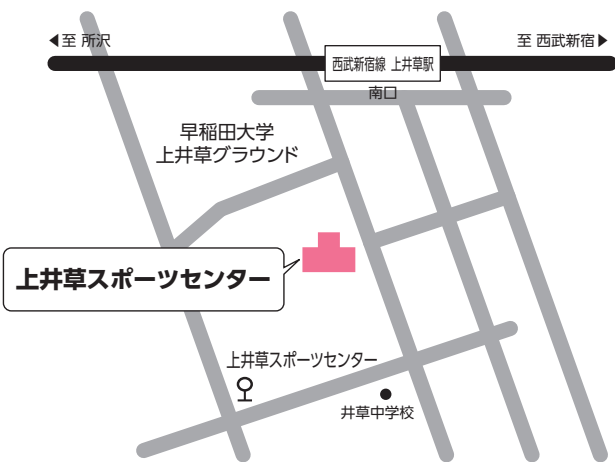 ◀至 所沢
至 西武新宿▶
西武新宿線 上井草駅
南口
早稲田大学
上井草グラウンド
上井草スポーツセンター
上井草スポーツセンター
井草中学校